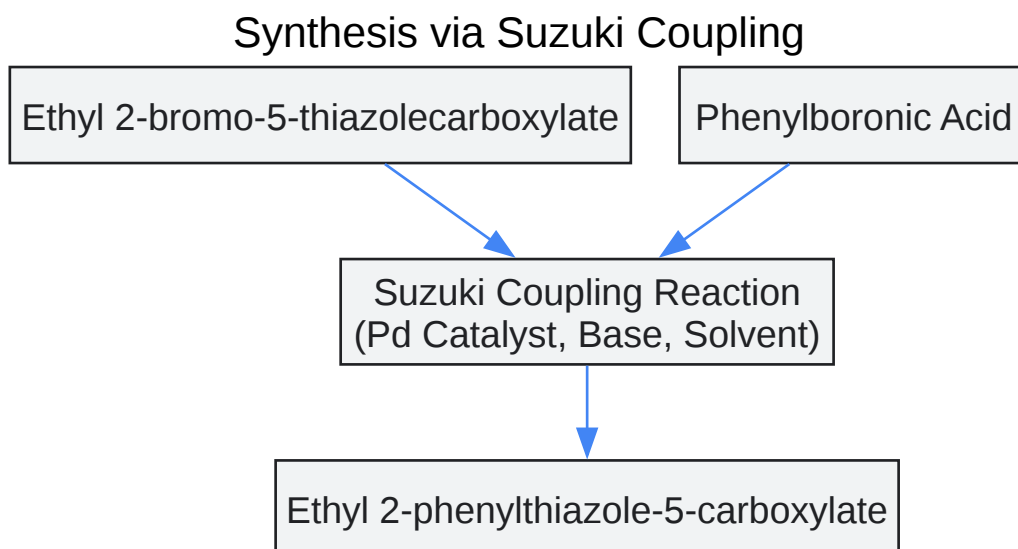 Synthesis via Suzuki Coupling
Ethyl 2-bromo-5-thiazolecarboxylate
Phenylboronic Acid
Suzuki Coupling Reaction
(Pd Catalyst, Base, Solvent)
Ethyl 2-phenylthiazole-5-carboxylate